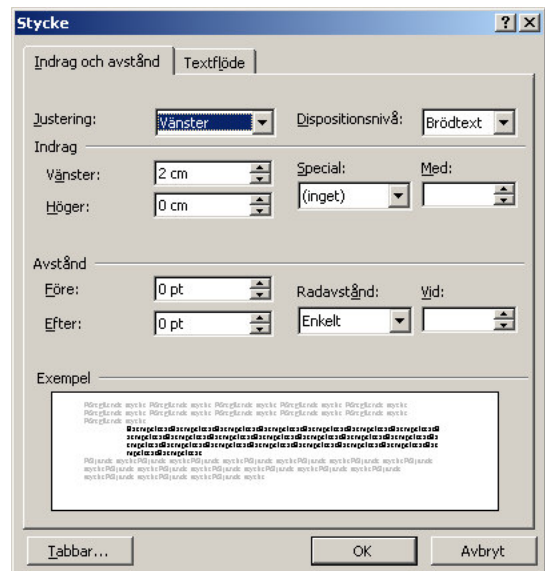 Stycke
Indrag och avstånd Textflöde
Justering: Vänster Dispositionsnivå: Brödtext
Indrag
Vänster: 2 cm Special: Med:
Höger: 0 cm (inget)
Avstånd
Före: 0 pt Radavstånd: Vid:
Efter: 0 pt Enkelt
Exempel
Tabbar... OK Avbryt